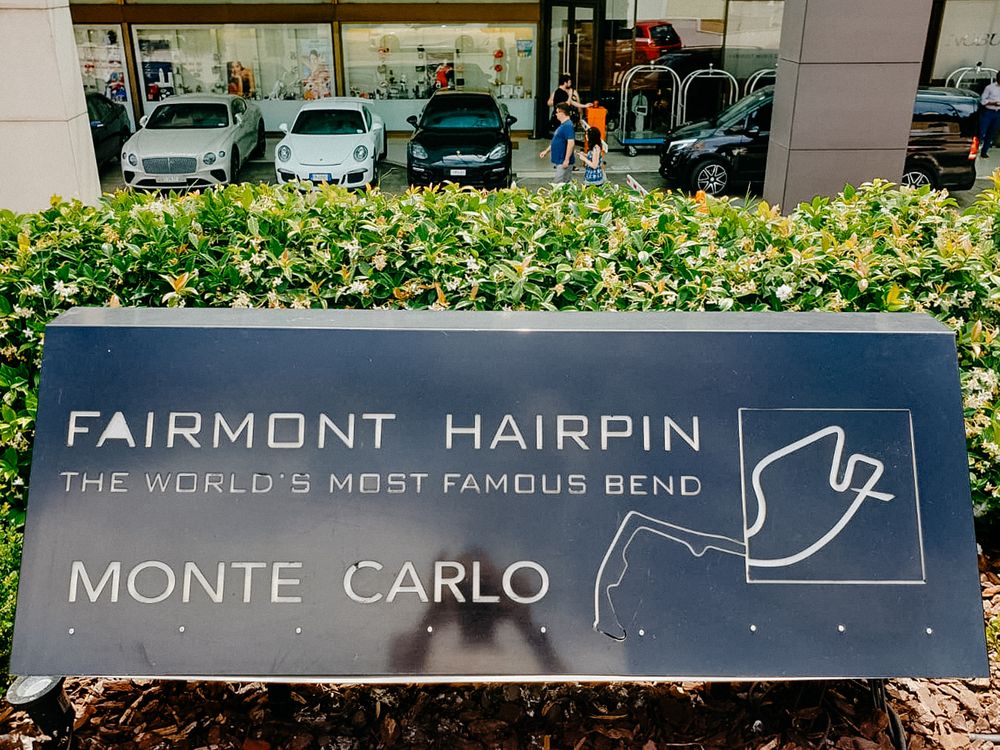 FAIRMONT HAIRPIN
THE WORLD'S MOST FAMOUS BEND
MONTE CARLO